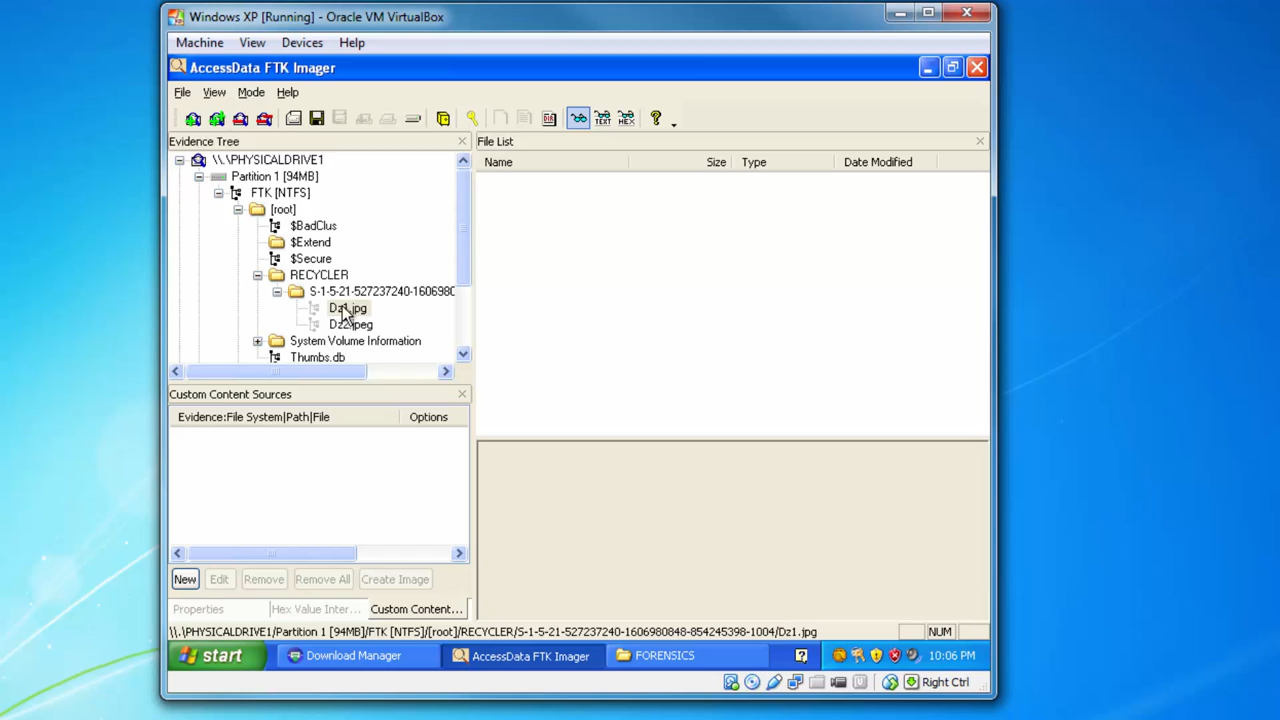 Windows XP [Running] - Oracle VM VirtualBox
Machine View Devices Help
AccessData FTK Imager
File View Mode Help
TEXT HEX
Evidence Tree
File List
Name Size Type Date Modified
\\.\PHYSICALDRIVE1
Partition 1 [94MB]
FTK [NTFS]
[root]
$BadClus
$Extend
$Secure
RECYCLER
S-1-5-21-527237240-1606980
Dz1.jpg
Dz2.jpeg
System Volume Information
Thumbs.db
Custom Content Sources
Evidence:File System|Path|File Options
New Edit Remove Remove All Create Image
Properties Hex Value Inter... Custom Content...
\\.\PHYSICALDRIVE1/Partition 1 [94MB]/FTK [NTFS]/[root]/RECYCLER/S-1-5-21-527237240-1606980848-854245398-1004/Dz1.jpg NUM
start Download Manager AccessData FTK Imager FORENSICS 10:06 PM
Right Ctrl